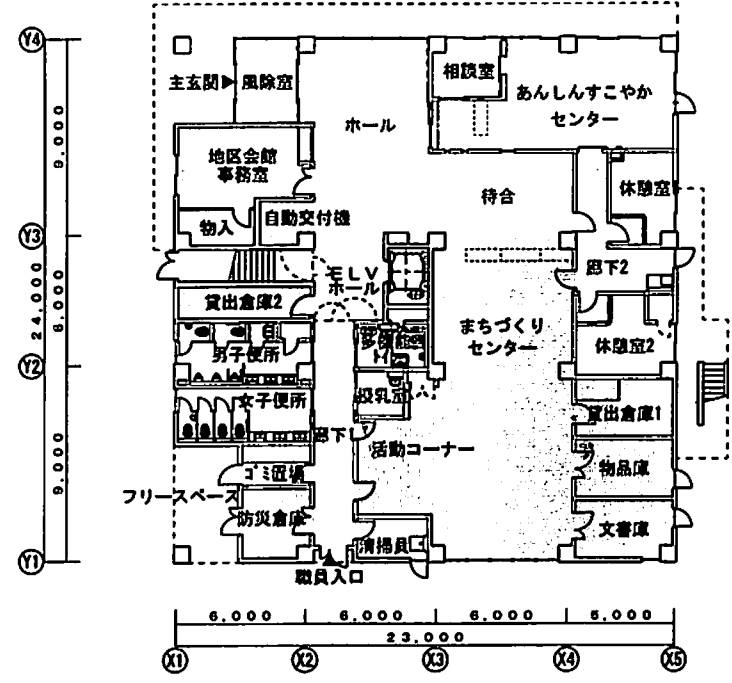 Y4
相談室
主玄関
風除室
あんしんすこやか
センター
ホール
9,000
地区会館
事務室
休憩室
待合
自動交付機
物入
Y3
24,000
ELV
ホール
廊下2
6,000
貸出倉庫2
まちづくり
センター
男子便所
休憩室2
Y2
授乳室
女子便所
貸出倉庫1
廊下1
活動コーナー
9,000
ゴミ置場
物品庫
フリースペース
防災倉庫
文書庫
清掃員
Y1
職員入口
6,000
6,000
6,000
5,000
23,000
X1
X2
X3
X4
X5